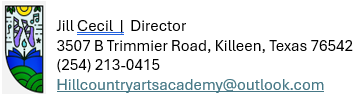 Jill Cecil | Director
3507 B Trimmier Road, Killeen, Texas 76542
(254) 213-0415
Hillcountryartsacademy@outlook.com